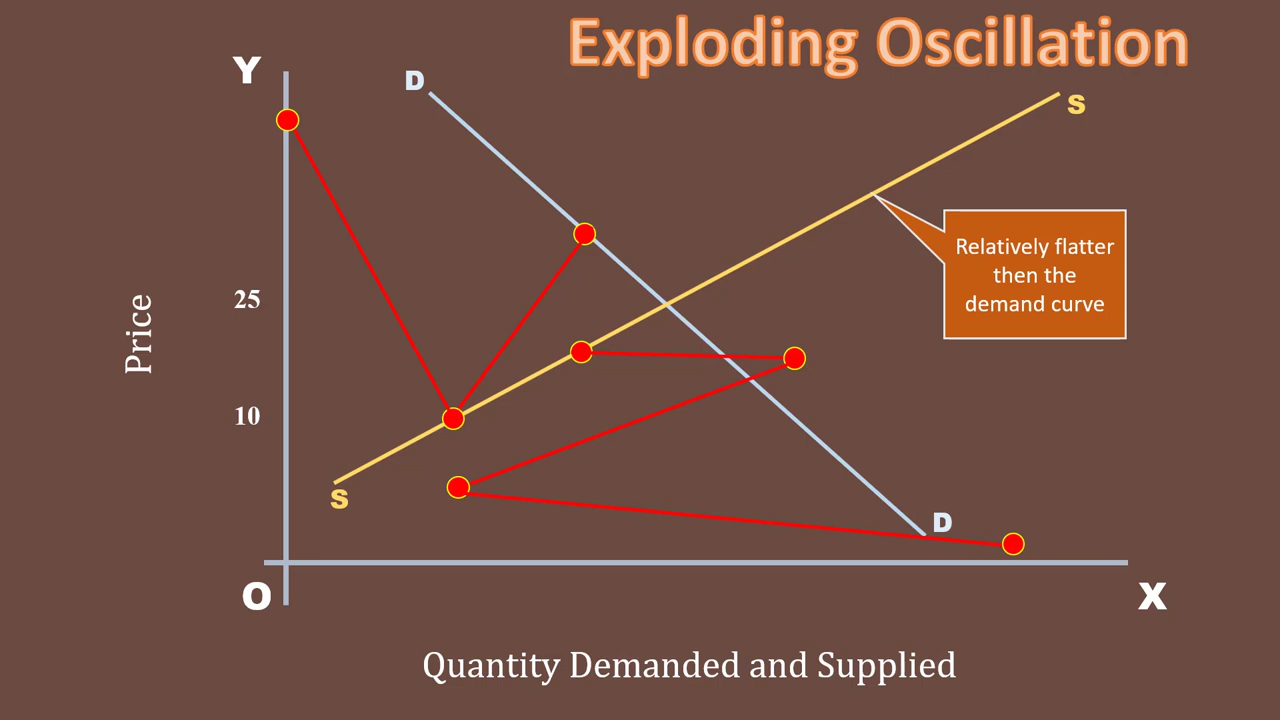 Exploding Oscillation
Y
D
S
Relatively flatter
then the
demand curve
25
Price
10
S
D
O
X
Quantity Demanded and Supplied